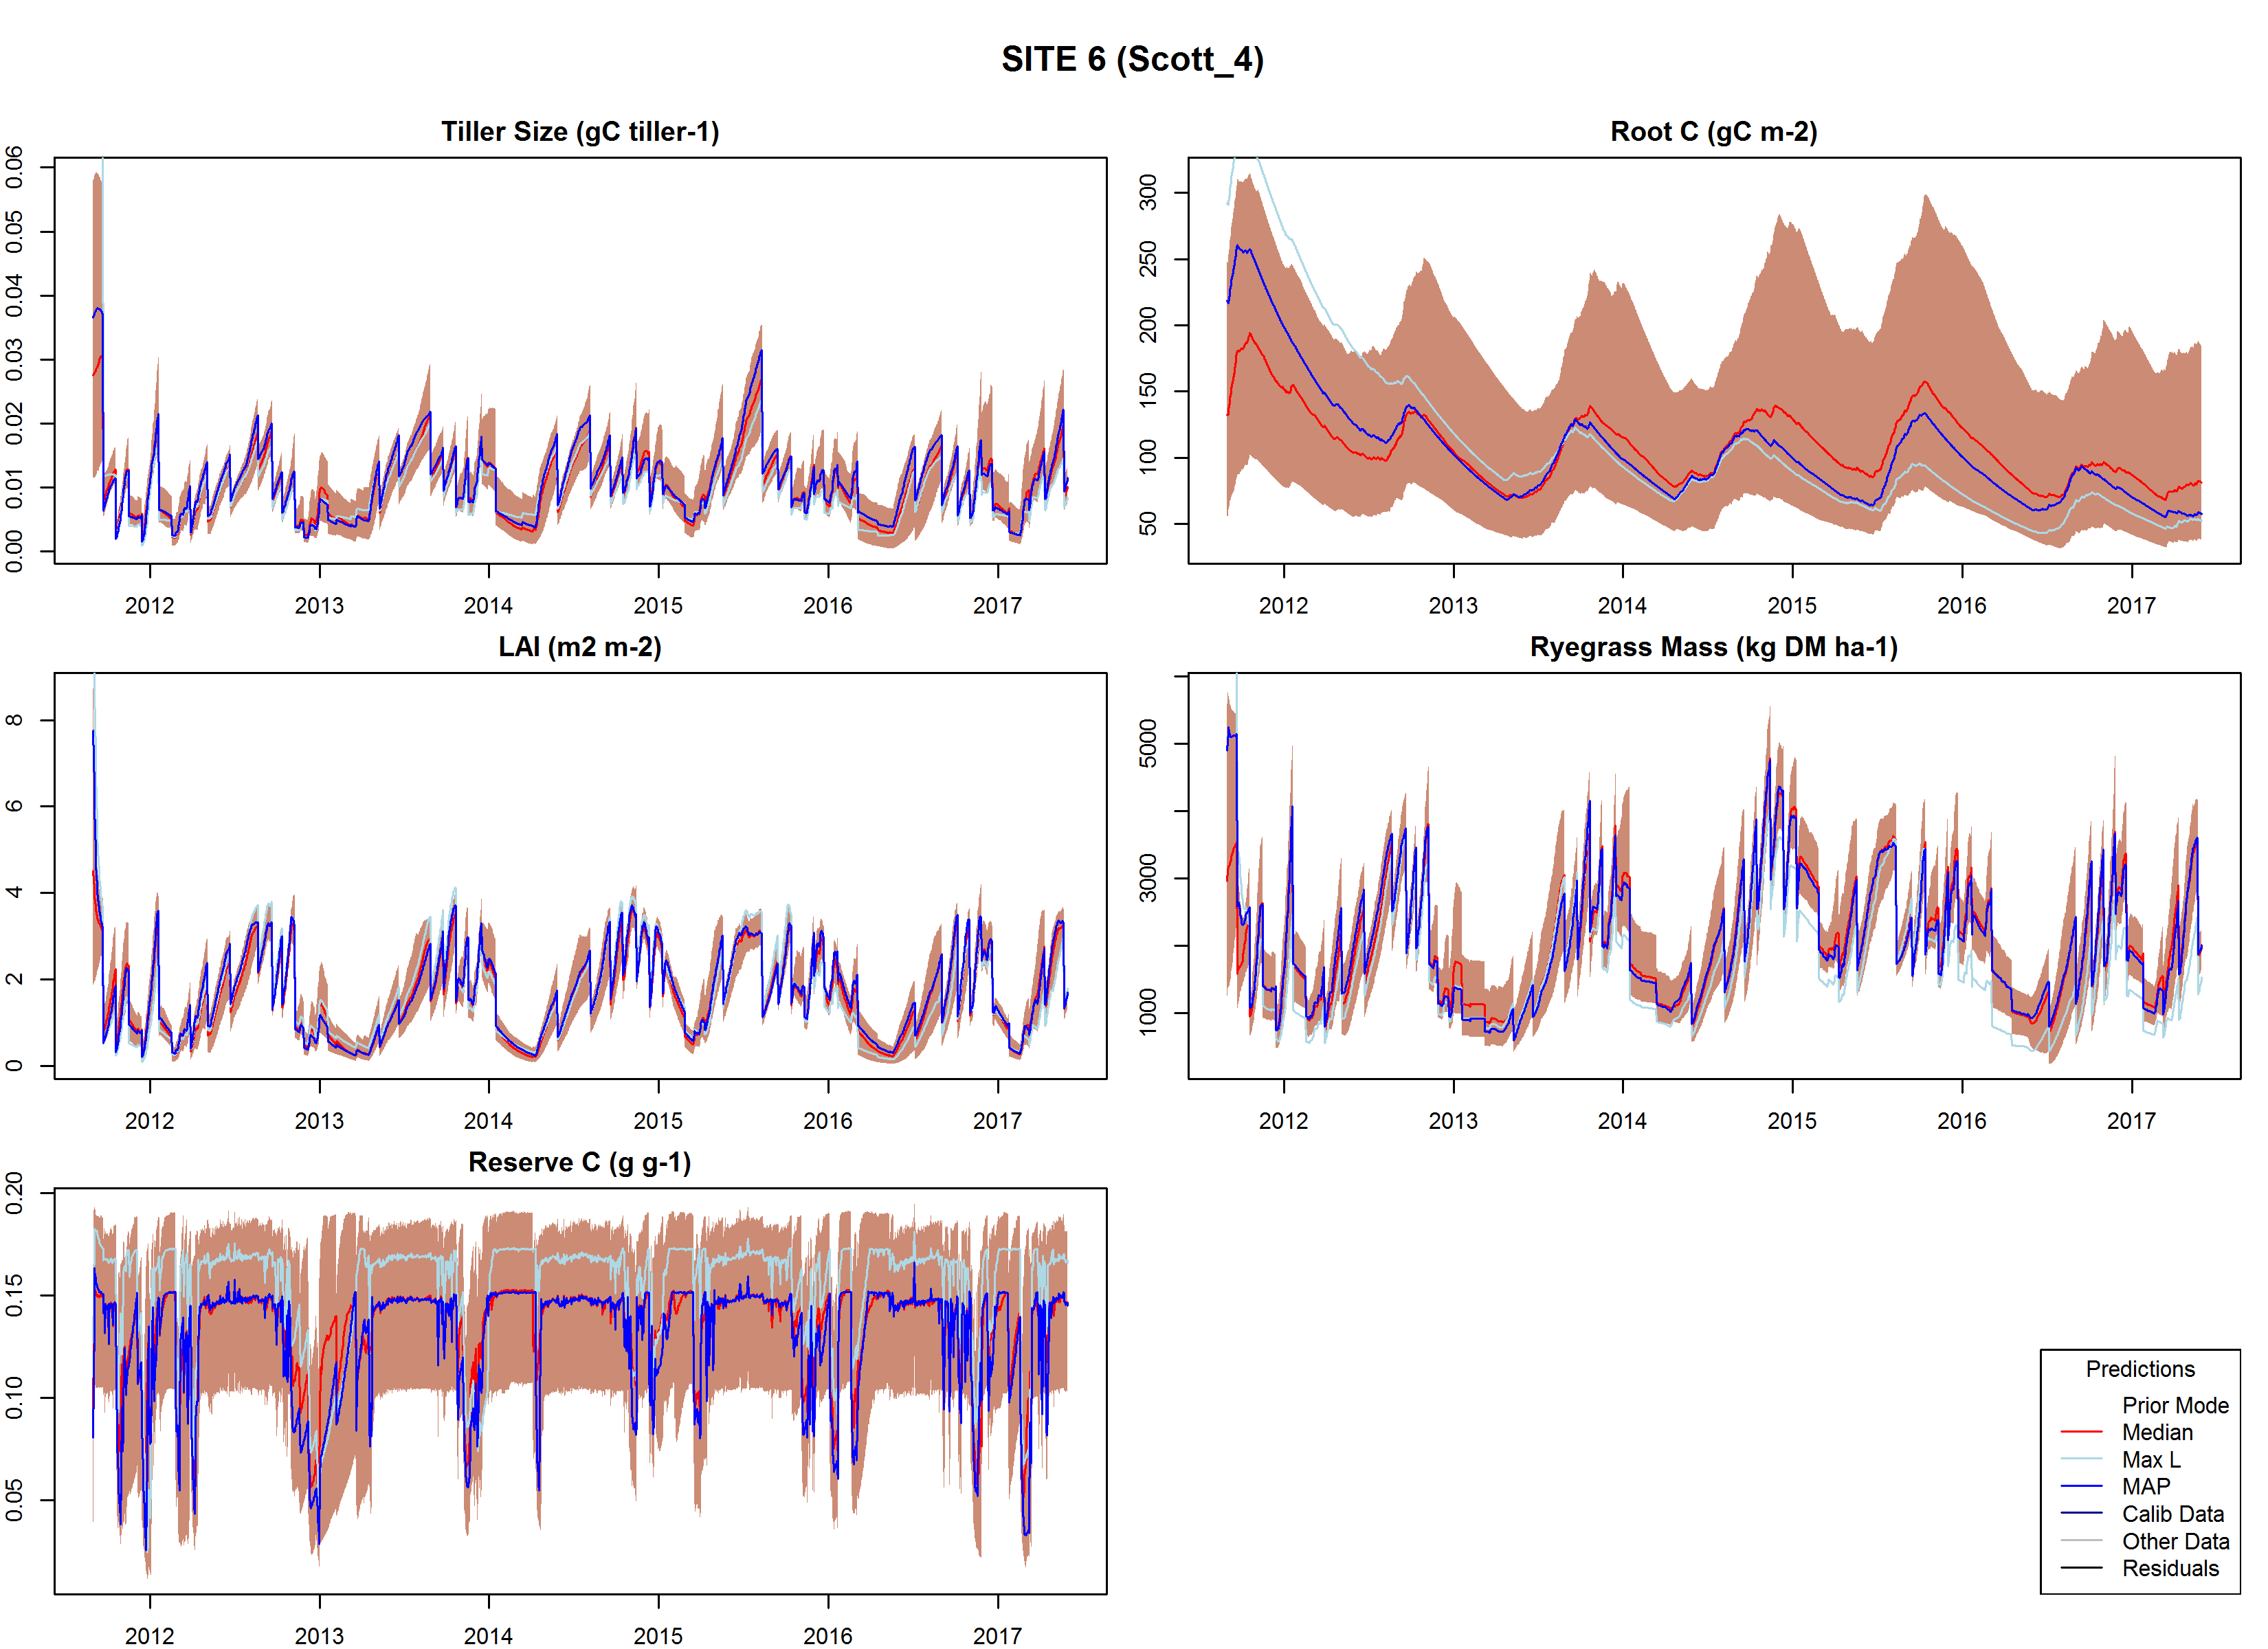 SITE 6 (Scott_4)
Tiller Size (gC tiller-1)
0.06
0.05
0.04
0.03
0.02
0.01
0.00
2012 2013 2014 2015 2016 2017
Root C (gC m-2)
300
250
200
150
100
50
2012 2013 2014 2015 2016 2017
LAI (m2 m-2)
8
6
4
2
0
2012 2013 2014 2015 2016 2017
Ryegrass Mass (kg DM ha-1)
5000
3000
1000
2012 2013 2014 2015 2016 2017
Reserve C (g g-1)
0.20
0.15
0.10
0.05
2012 2013 2014 2015 2016 2017
Predictions
Prior Mode
Median
Max L
MAP
Calib Data
Other Data
Residuals